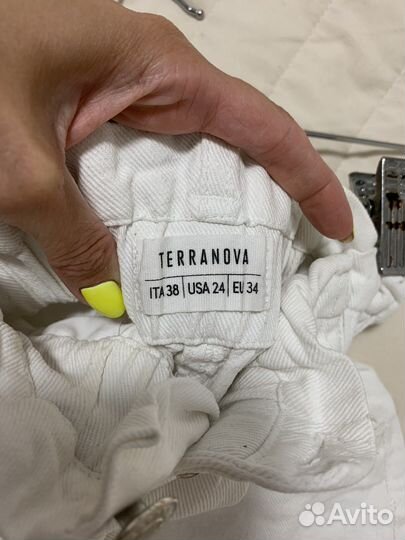 TERRANOVA
ITA 38 | USA 24 | EU 34
Avito